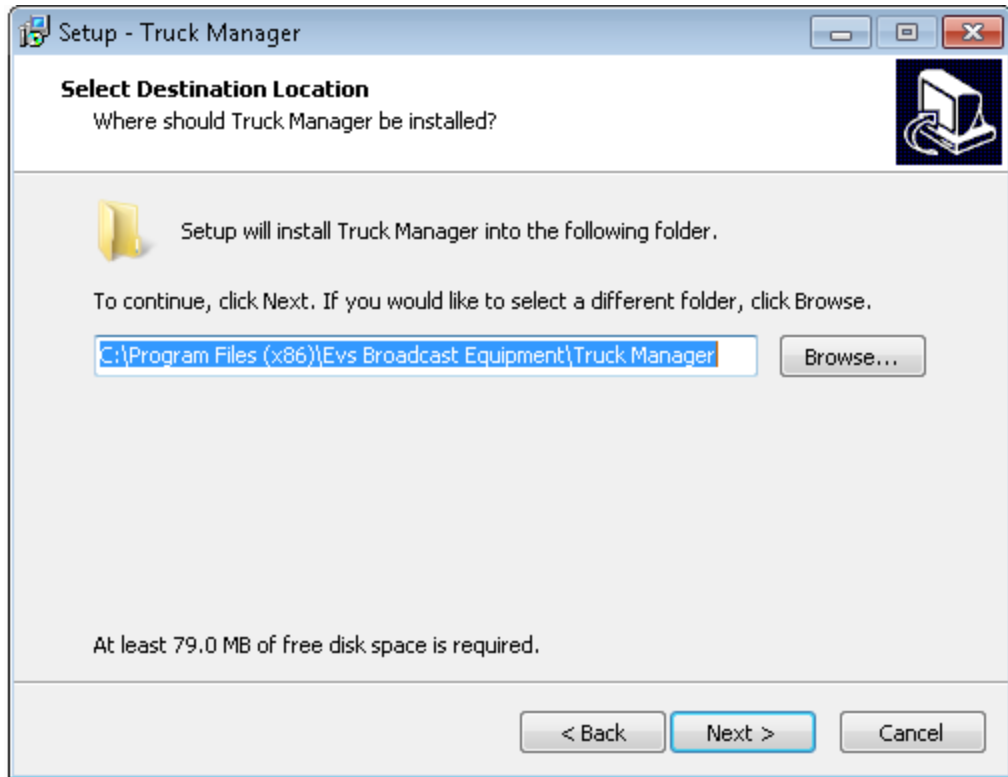 Setup - Truck Manager
Select Destination Location
Where should Truck Manager be installed?
Setup will install Truck Manager into the following folder.
To continue, click Next. If you would like to select a different folder, click Browse.
C:\Program Files (x86)\Evs Broadcast Equipment\Truck Manager
Browse...
At least 79.0 MB of free disk space is required.
< Back
Next >
Cancel